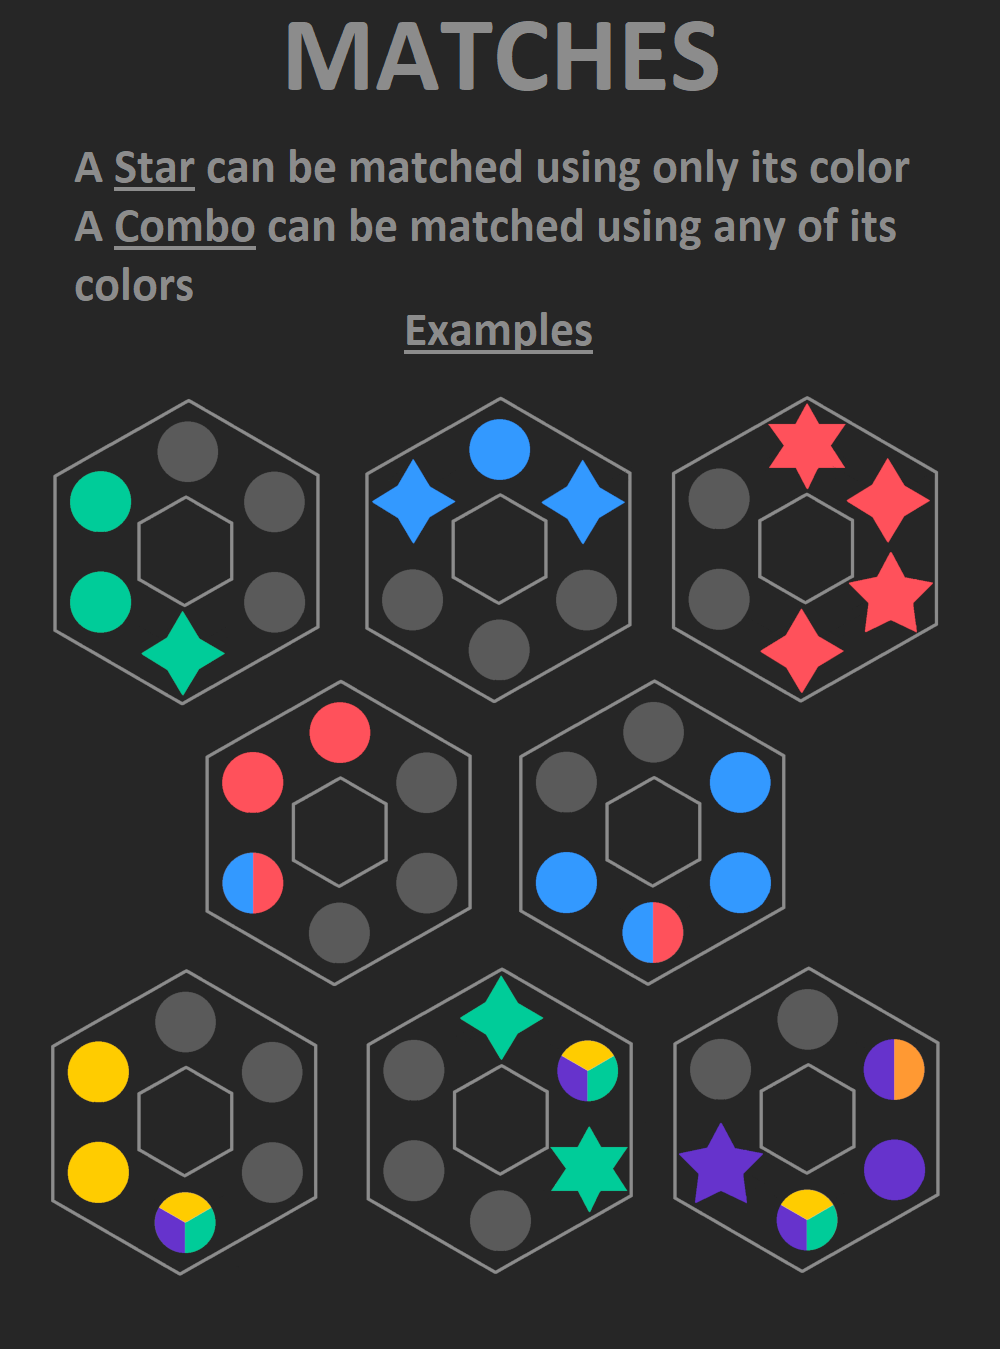 MATCHES
A Star can be matched using only its color
A Combo can be matched using any of its
colors
Examples